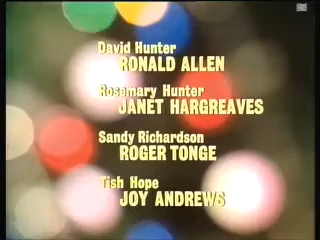 David Hunter
RONALD ALLEN
Rosemary Hunter
JANET HARGREAVES
Sandy Richardson
ROGER TONGE
Tish Hope
JOY ANDREWS